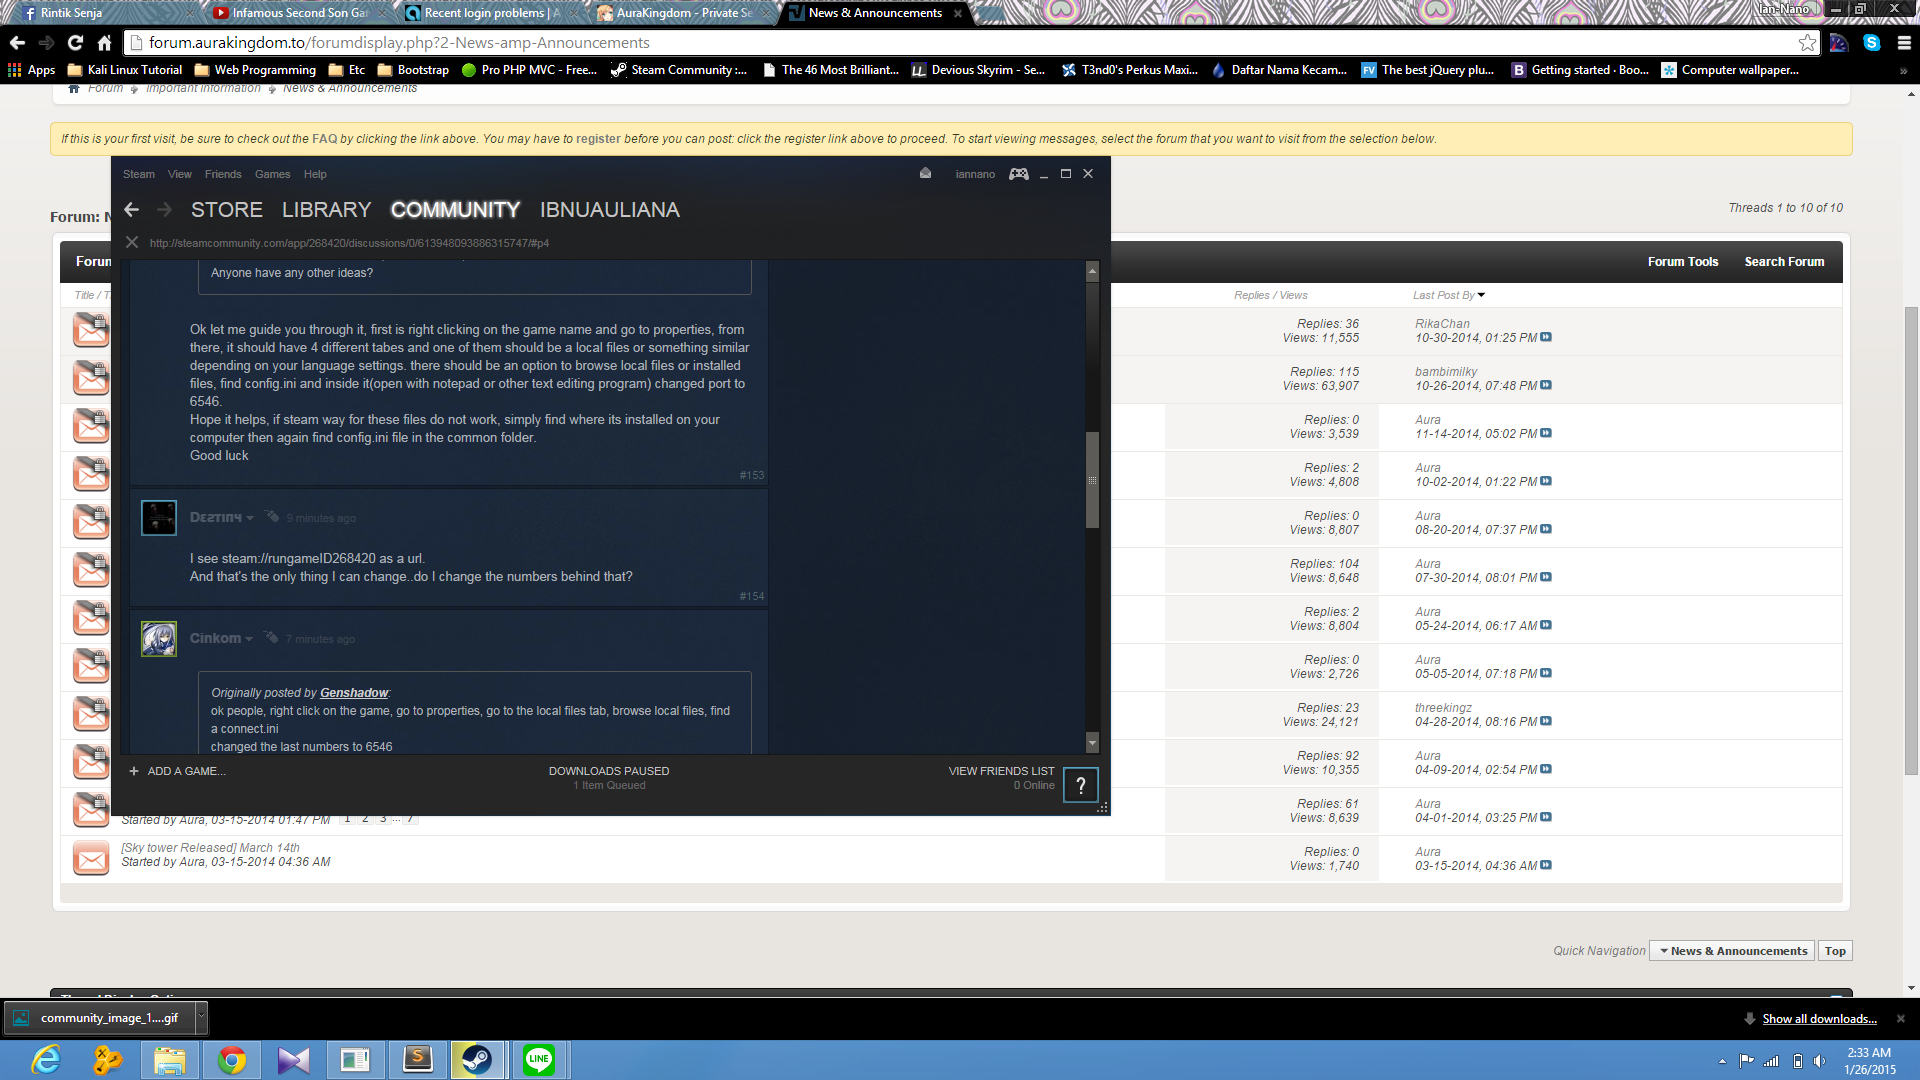 Rintik Senja
Infamous Second Son Ga
Recent login problems | A
AuraKingdom - Private Se
News & Announcements
Ian-Nano
forum.aurakingdom.to/forumdisplay.php?2-News-amp-Announcements
Apps
Kali Linux Tutorial
Web Programming
Etc
Bootstrap
Pro PHP MVC - Free...
Steam Community :...
The 46 Most Brilliant...
Devious Skyrim - Se...
T3nd0's Perkus Maxi...
Daftar Nama Kecam...
The best jQuery plu...
Getting started · Boo...
Computer wallpaper...
Forum
Important Information
News & Announcements
If this is your first visit, be sure to check out the FAQ by clicking the link above. You may have to register before you can post: click the register link above to proceed. To start viewing messages, select the forum that you want to visit from the selection below.
Steam View Friends Games Help
iannano
STORE LIBRARY COMMUNITY IBNUAULIANA
http://steamcommunity.com/app/268420/discussions/0/613948093886315747/#p4
Forum: N
Threads 1 to 10 of 10
Forum
Forum Tools
Search Forum
Title / T
Replies / Views
Last Post By
Anyone have any other ideas?
Ok let me guide you through it, first is right clicking on the game name and go to properties, from
there, it should have 4 different tabes and one of them should be a local files or something similar
depending on your language settings. there should be an option to browse local files or installed
files, find config.ini and inside it(open with notepad or other text editing program) changed port to
6546.
Hope it helps, if steam way for these files do not work, simply find where its installed on your
computer then again find config.ini file in the common folder.
Good luck
#153
9 minutes ago
I see steam://rungameID268420 as a url.
And that's the only thing I can change..do I change the numbers behind that?
#154
Cinkom
7 minutes ago
Originally posted by Genshadow:
ok people, right click on the game, go to properties, go to the local files tab, browse local files, find
a connect.ini
changed the last numbers to 6546
ADD A GAME...
DOWNLOADS PAUSED
1 Item Queued
VIEW FRIENDS LIST
0 Online
?
Replies: 36
Views: 11,555
RikaChan
10-30-2014, 01:25 PM
Replies: 115
Views: 63,907
bambimilky
10-26-2014, 07:48 PM
Replies: 0
Views: 3,539
Aura
11-14-2014, 05:02 PM
Replies: 2
Views: 4,808
Aura
10-02-2014, 01:22 PM
Replies: 0
Views: 8,807
Aura
08-20-2014, 07:37 PM
Replies: 104
Views: 8,648
Aura
07-30-2014, 08:01 PM
Replies: 2
Views: 8,804
Aura
05-24-2014, 06:17 AM
Replies: 0
Views: 2,726
Aura
05-05-2014, 07:18 PM
Replies: 23
Views: 24,121
threekingz
04-28-2014, 08:16 PM
Replies: 92
Views: 10,355
Aura
04-09-2014, 02:54 PM
Replies: 61
Views: 8,639
Aura
04-01-2014, 03:25 PM
Started by Aura, 03-15-2014 01:47 PM 1 2 3 ... 7
[Sky tower Released] March 14th
Started by Aura, 03-15-2014 04:36 AM
Replies: 0
Views: 1,740
Aura
03-15-2014, 04:36 AM
Quick Navigation
News & Announcements
Top
community_image_1....gif
Show all downloads...
LINE
2:33 AM
1/26/2015